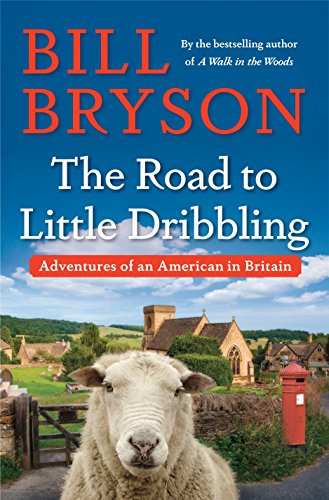 BILL
BRYSON
By the bestselling author
of A Walk in the Woods
The Road to
Little Dribbling
Adventures of an American in Britain